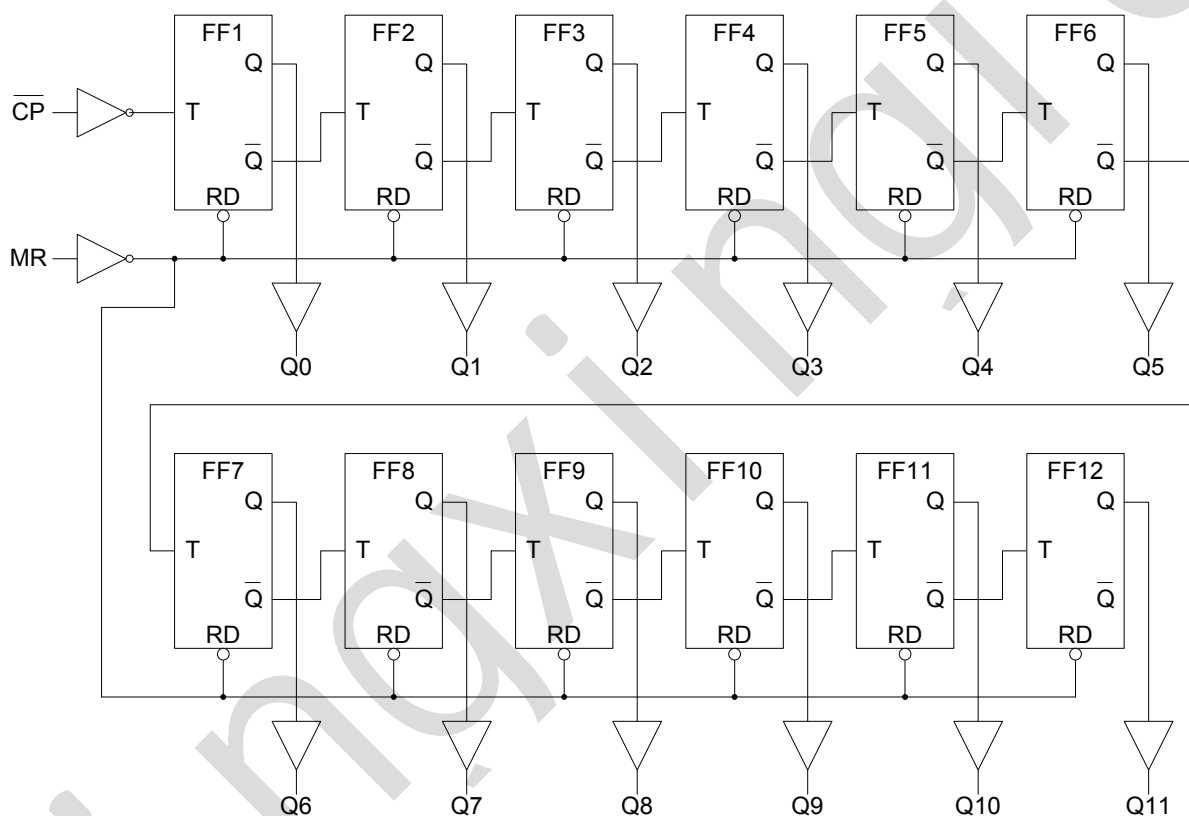 FF1 FF2 FF3 FF4 FF5 FF6
Q Q Q Q Q Q
C̅P̅ T T T T T T
Q̅ Q̅ Q̅ Q̅ Q̅ Q̅
RD RD RD RD RD RD
MR
Q0 Q1 Q2 Q3 Q4 Q5
FF7 FF8 FF9 FF10 FF11 FF12
Q Q Q Q Q Q
T T T T T T
Q̅ Q̅ Q̅ Q̅ Q̅ Q̅
RD RD RD RD RD RD
Q6 Q7 Q8 Q9 Q10 Q11